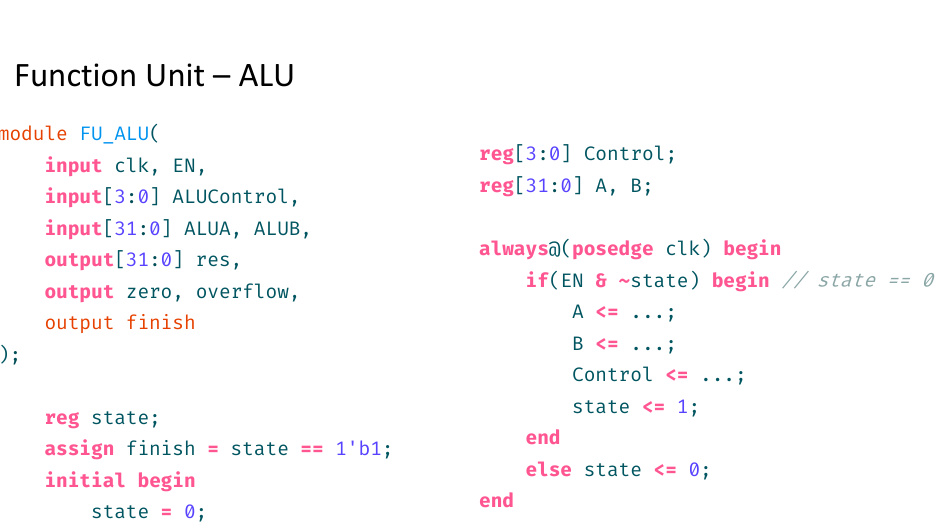 Function Unit – ALU
module FU_ALU(
    input clk, EN,
    input[3:0] ALUControl,
    input[31:0] ALUA, ALUB,
    output[31:0] res,
    output zero, overflow,
    output finish
);
    reg state;
    assign finish = state == 1'b1;
    initial begin
        state = 0;
reg[3:0] Control;
reg[31:0] A, B;
always@(posedge clk) begin
    if(EN & ~state) begin // state == 0
        A <= ...;
        B <= ...;
        Control <= ...;
        state <= 1;
    end
    else state <= 0;
end